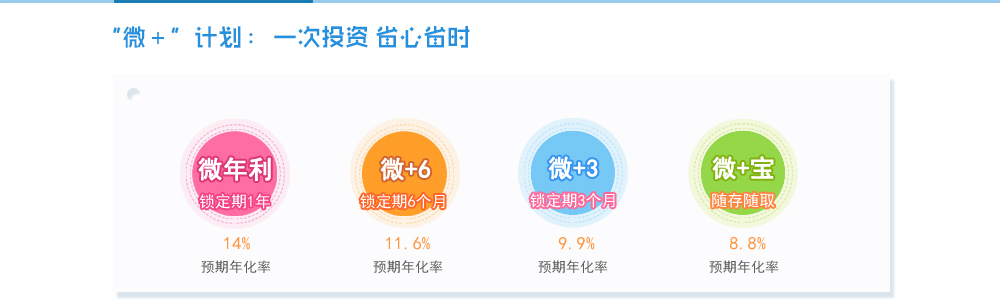 “微+”计划：一次投资 省心省时
微年利
锁定期1年
14%
预期年化率
微+6
锁定期6个月
11.6%
预期年化率
微+3
锁定期3个月
9.9%
预期年化率
微+宝
随存随取
8.8%
预期年化率